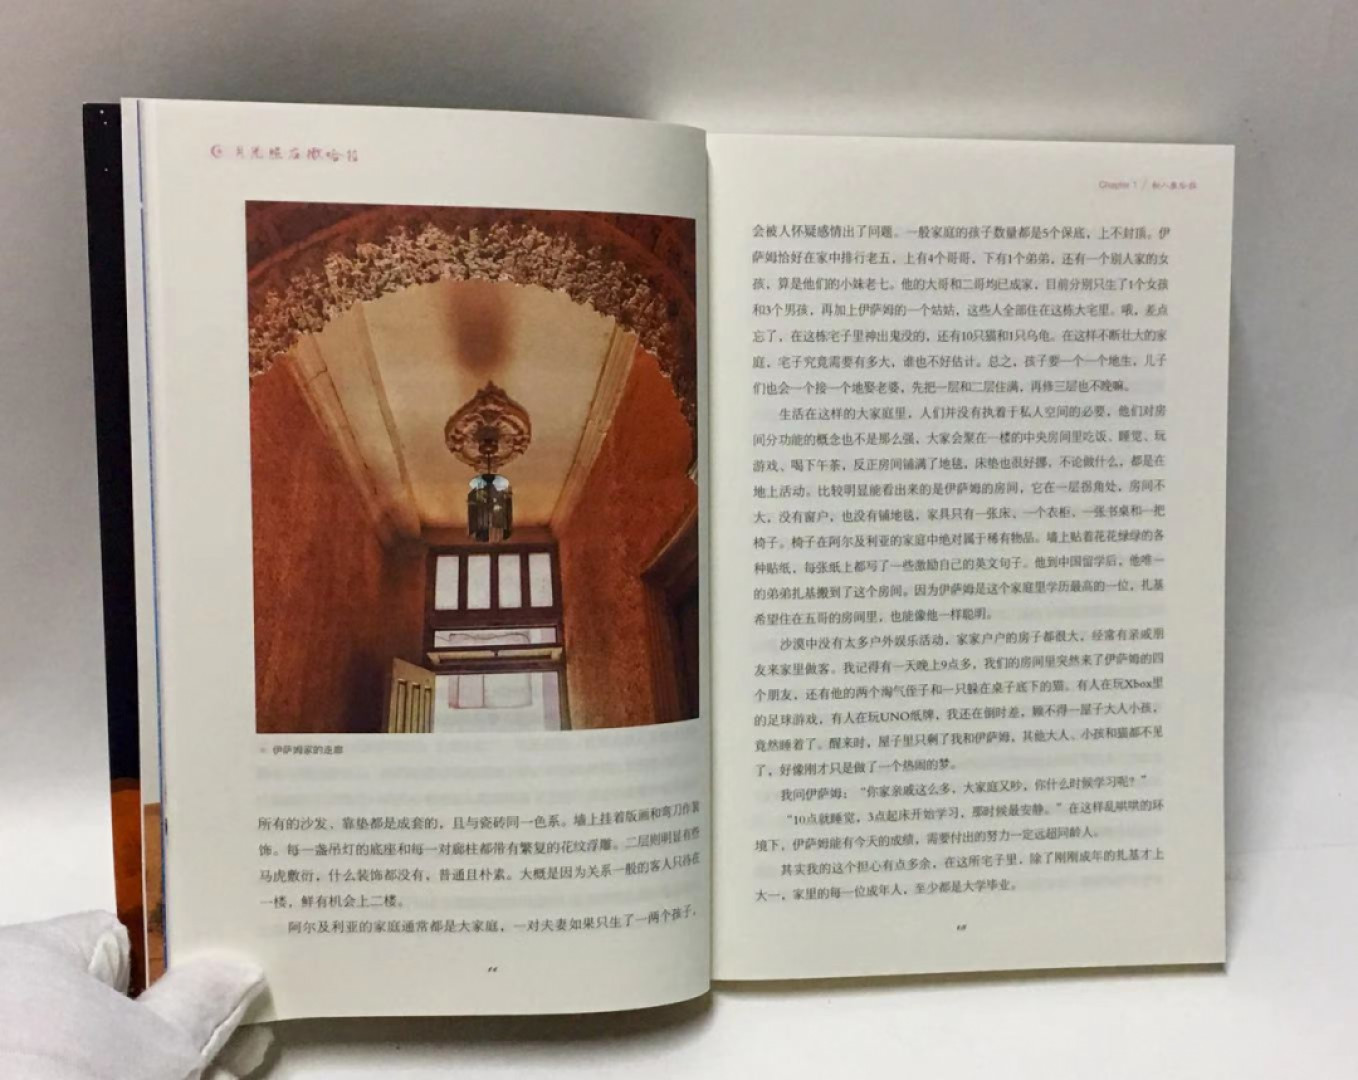 月光照在撒哈拉
伊萨姆家的走廊
所有的沙发、靠垫都是成套的，且与瓷砖同一色系。墙上挂着版画和弯刀作装
饰。每一盏吊灯的底座和每一对廊柱都带有繁复的花纹浮雕。二层则明显有些
马虎敷衍，什么装饰都没有，普通且朴素。大概是因为关系一般的客人只待在
一楼，鲜有机会上二楼。
阿尔及利亚的家庭通常都是大家庭，一对夫妻如果只生了一两个孩子，
Chapter 1 /
会被人怀疑感情出了问题。一般家庭的孩子数量都是5个保底，上不封顶。伊
萨姆恰好在家中排行老五，上有4个哥哥，下有1个弟弟，还有一个别人家的女
孩，算是他们的小妹老七。他的大哥和二哥均已成家，目前分别只生了1个女孩
和3个男孩，再加上伊萨姆的一个姑姑，这些人全部住在这栋大宅里。哦，差点
忘了，在这栋宅子里神出鬼没的，还有10只猫和1只乌龟。在这样不断壮大的家
庭，宅子究竟需要有多大，谁也不好估计。总之，孩子要一个一个地生，儿子
们也会一个接一个地娶老婆，先把一层和二层住满，再修三层也不晚嘛。
生活在这样的大家庭里，人们并没有执着于私人空间的必要，他们对房
间分功能的概念也不是那么强，大家会聚在一楼的中央房间里吃饭、睡觉、玩
游戏、喝下午茶，反正房间铺满了地毯，床垫也很好挪，不论做什么，都是在
地上活动。比较明显能看出来的是伊萨姆的房间，它在一层拐角处，房间不
大，没有窗户，也没有铺地毯，家具只有一张床、一个衣柜、一张书桌和一把
椅子。椅子在阿尔及利亚的家庭中绝对属于稀有物品。墙上贴着花花绿绿的各
种贴纸，每张纸上都写了一些激励自己的英文句子。他到中国留学后，他唯一
的弟弟扎基搬到了这个房间。因为伊萨姆是这个家庭里学历最高的一位，扎基
希望住在五哥的房间里，也能像他一样聪明。
沙漠中没有太多户外娱乐活动，家家户户的房子都很大，经常有亲戚朋
友来家里做客。我记得有一天晚上9点多，我们的房间里突然来了伊萨姆的四
个朋友，还有他的两个淘气侄子和一只躲在桌子底下的猫。有人在玩Xbox里
的足球游戏，有人在玩UNO纸牌，我还在倒时差，顾不得一屋子大人小孩，
竟然睡着了。醒来时，屋子里只剩了我和伊萨姆，其他大人、小孩和猫都不见
了，好像刚才只是做了一个热闹的梦。
我问伊萨姆：“你家亲戚这么多，大家庭又吵，你什么时候学习呢？”
“10点就睡觉，3点起床开始学习，那时候最安静。”在这样乱哄哄的环
境下，伊萨姆能有今天的成绩，需要付出的努力一定远超同龄人。
其实我的这个担心有点多余，在这所宅子里，除了刚刚成年的扎基才上
大一，家里的每一位成年人，至少都是大学毕业。